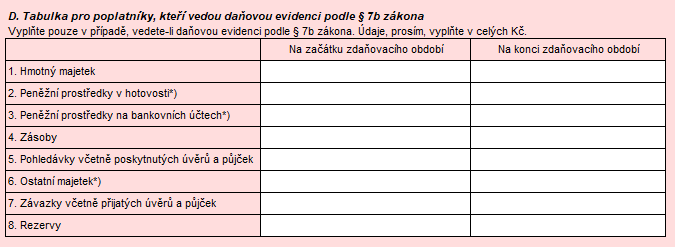 D. Tabulka pro poplatníky, kteří vedou daňovou evidenci podle § 7b zákona
Vyplňte pouze v případě, vedete-li daňovou evidenci podle § 7b zákona. Údaje, prosím, vyplňte v celých Kč.
Na začátku zdaňovacího období Na konci zdaňovacího období
1. Hmotný majetek
2. Peněžní prostředky v hotovosti*)
3. Peněžní prostředky na bankovních účtech*)
4. Zásoby
5. Pohledávky včetně poskytnutých úvěrů a půjček
6. Ostatní majetek*)
7. Závazky včetně přijatých úvěrů a půjček
8. Rezervy